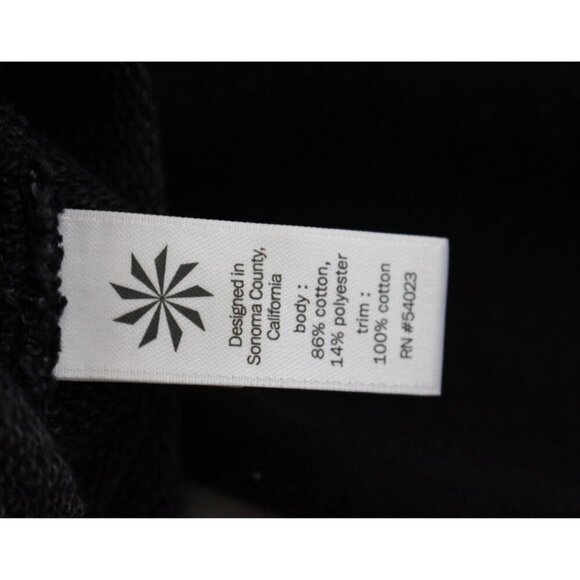 Designed in
Sonoma County,
California
body :
86% cotton,
14% polyester
trim :
100% cotton
RN #54023